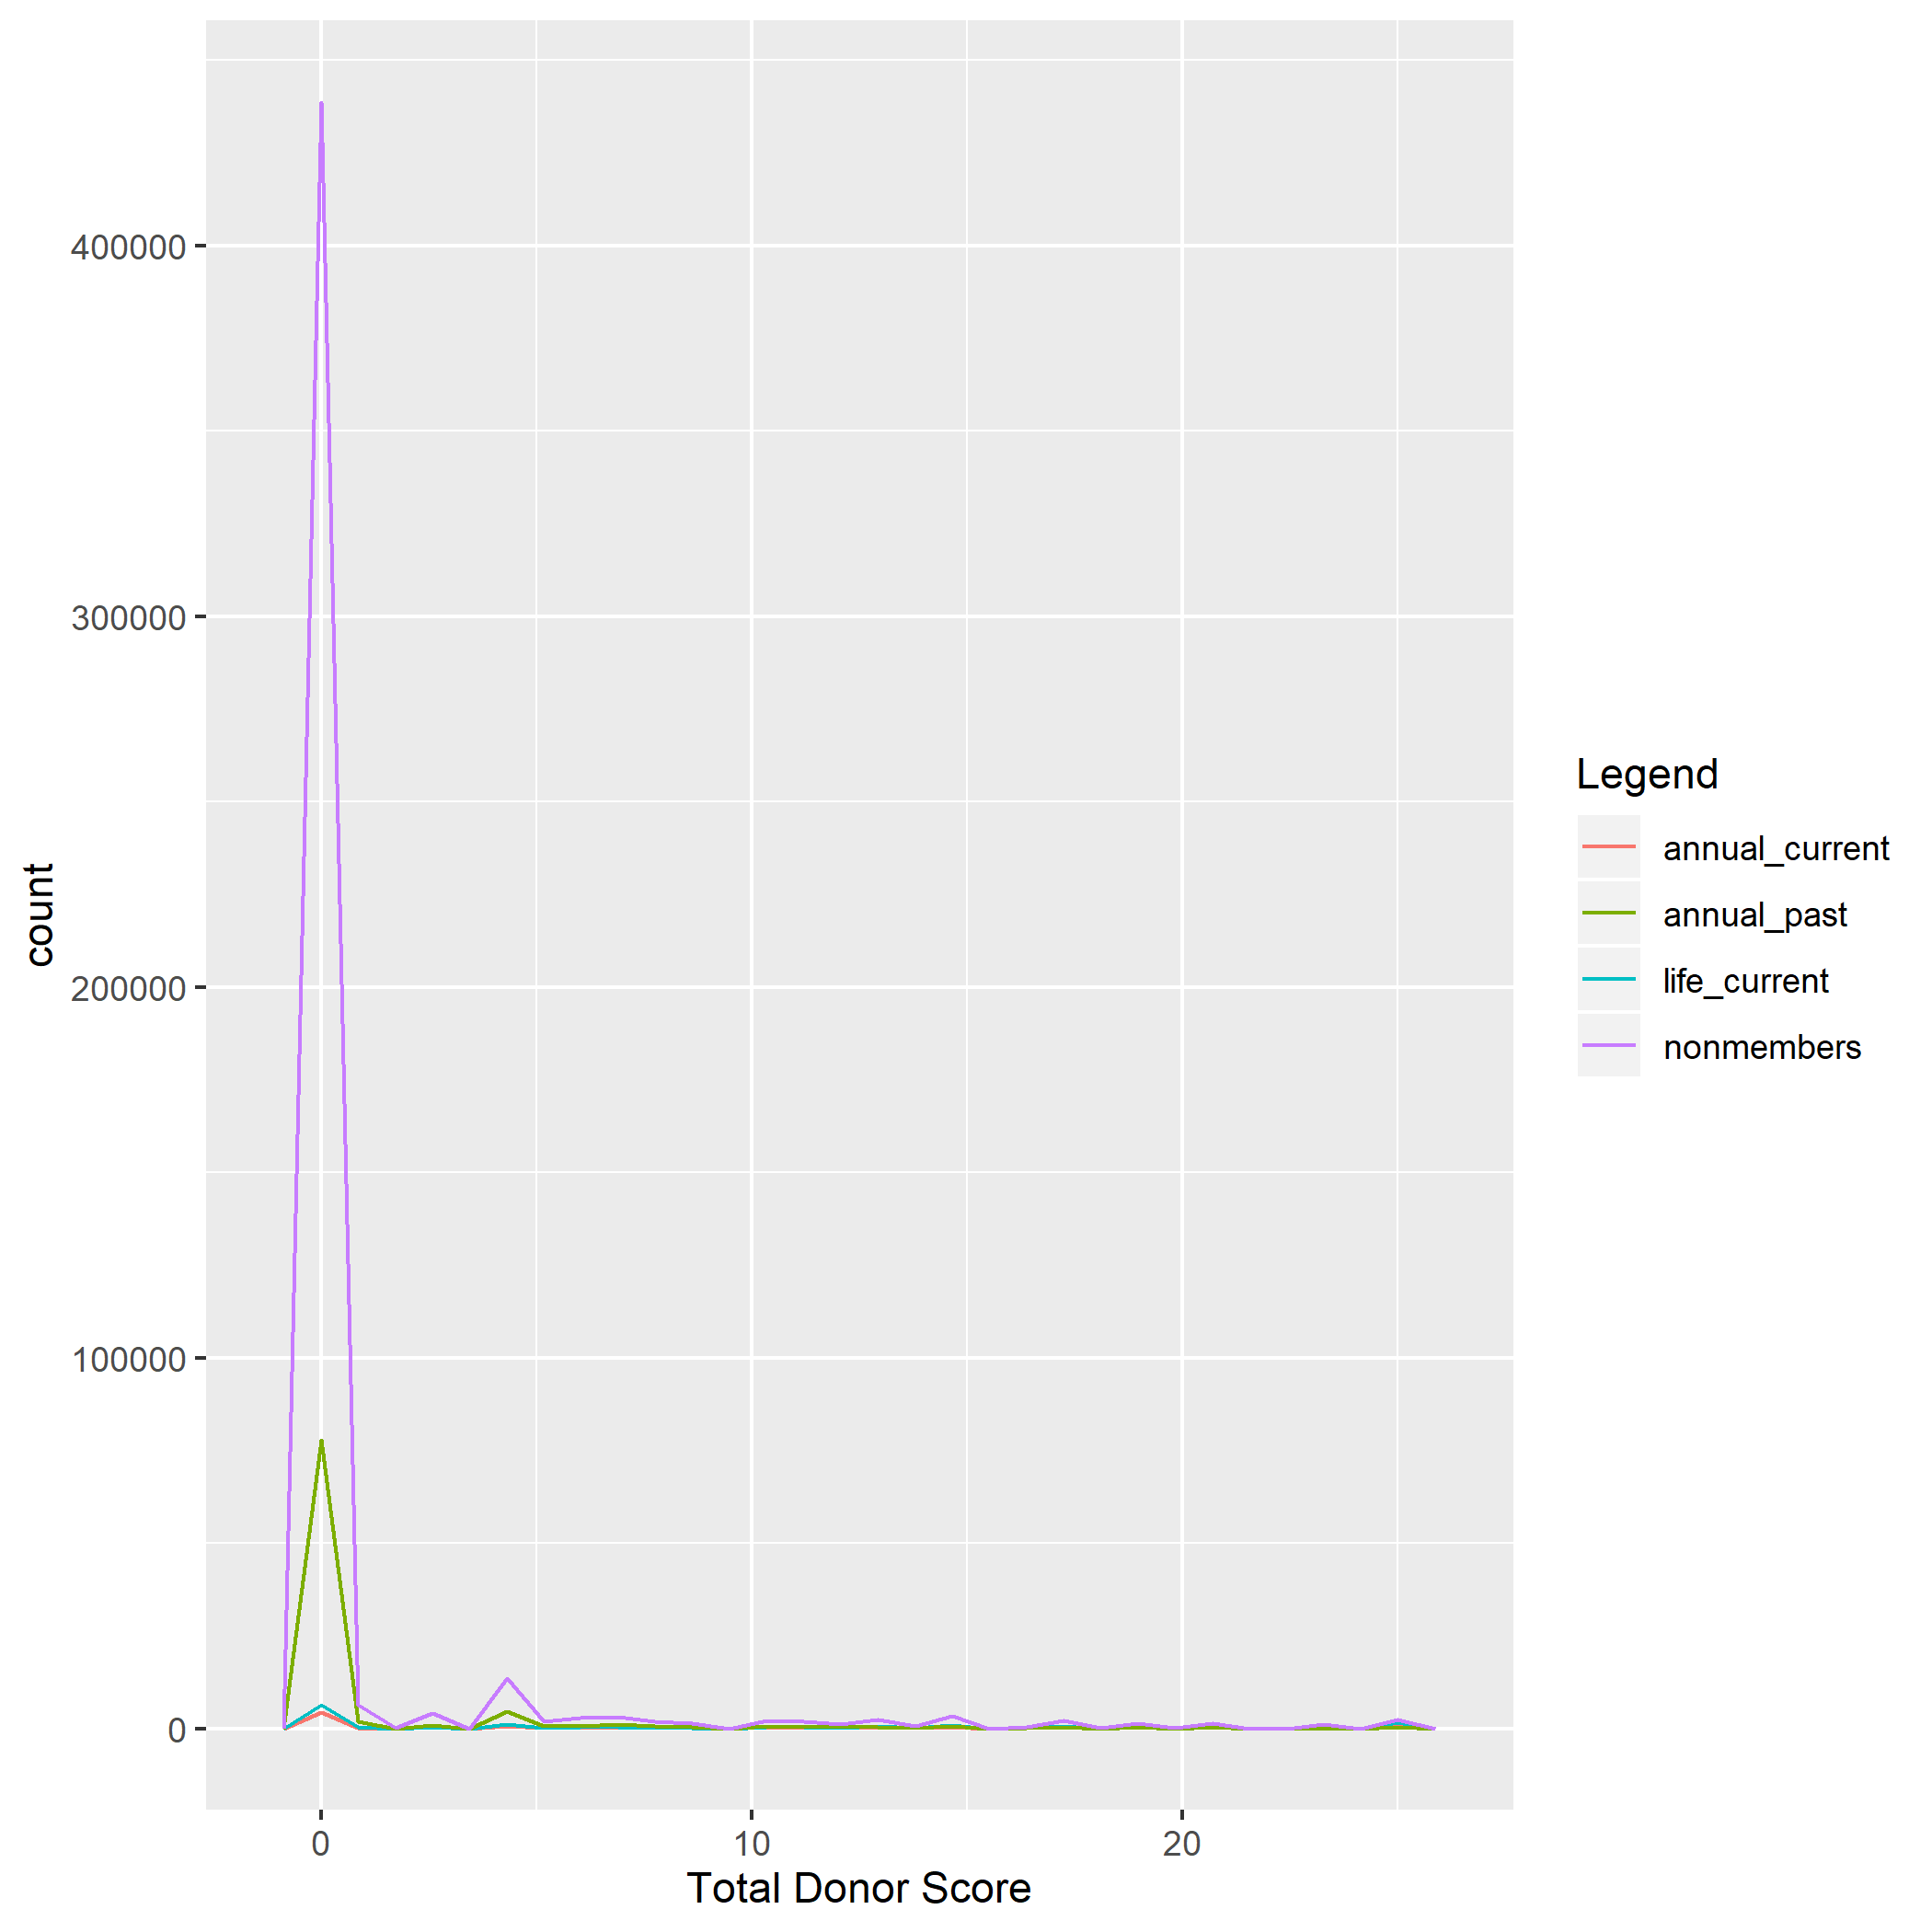 count
400000
300000
200000
100000
0
0
10
20
Total Donor Score
Legend
annual_current
annual_past
life_current
nonmembers